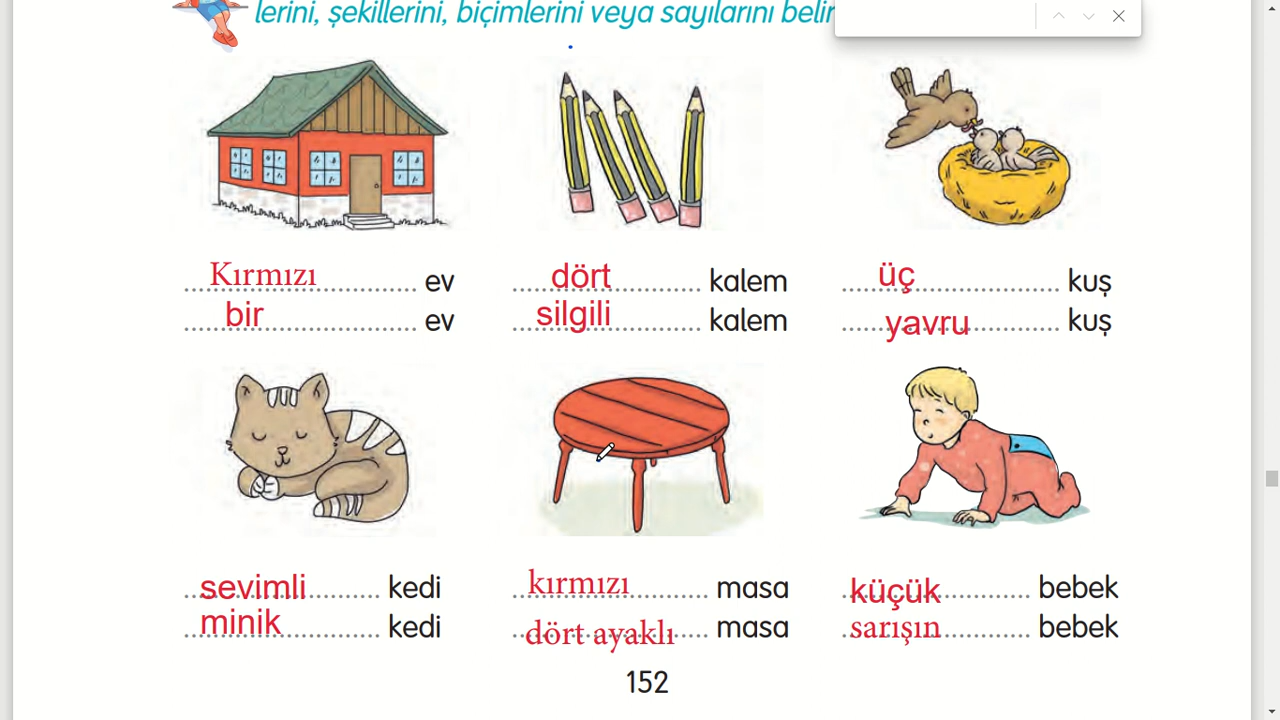 lerini, şekillerini, biçimlerini veya sayılarını belir
Kırmızı ev
bir ev
dört kalem
silgili kalem
üç kuş
yavru kuş
sevimli kedi
minik kedi
kırmızı masa
dört ayaklı masa
küçük bebek
sarışın bebek
152